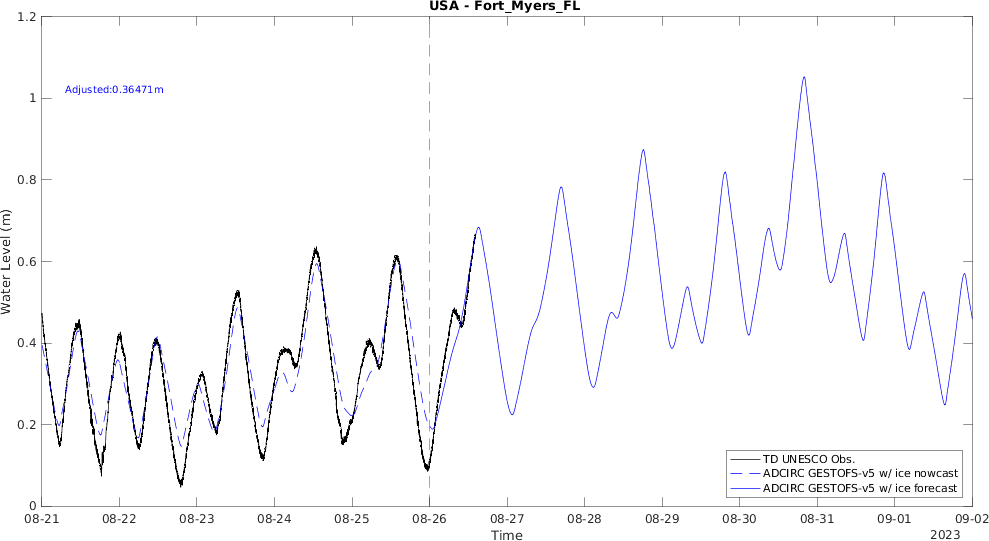 USA - Fort_Myers_FL
1.2
Adjusted:0.36471m
1
0.8
0.6
0.4
0.2
0
Water Level (m)
TD UNESCO Obs.
ADCIRC GESTOFS-v5 w/ ice nowcast
ADCIRC GESTOFS-v5 w/ ice forecast
08-21 08-22 08-23 08-24 08-25 08-26 08-27 08-28 08-29 08-30 08-31 09-01 09-02
Time
2023